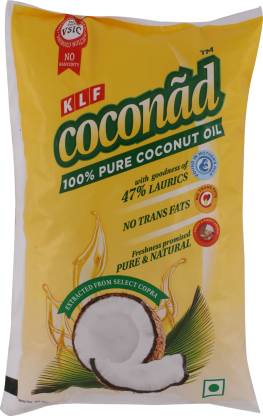 VSIC
NO
KLF
TM
coconãd
100% PURE COCONUT OIL
with goodness of
47% LAURICS
NO TRANS FATS
Freshness promised
PURE & NATURAL
EXTRACTED FROM SELECT COPRA